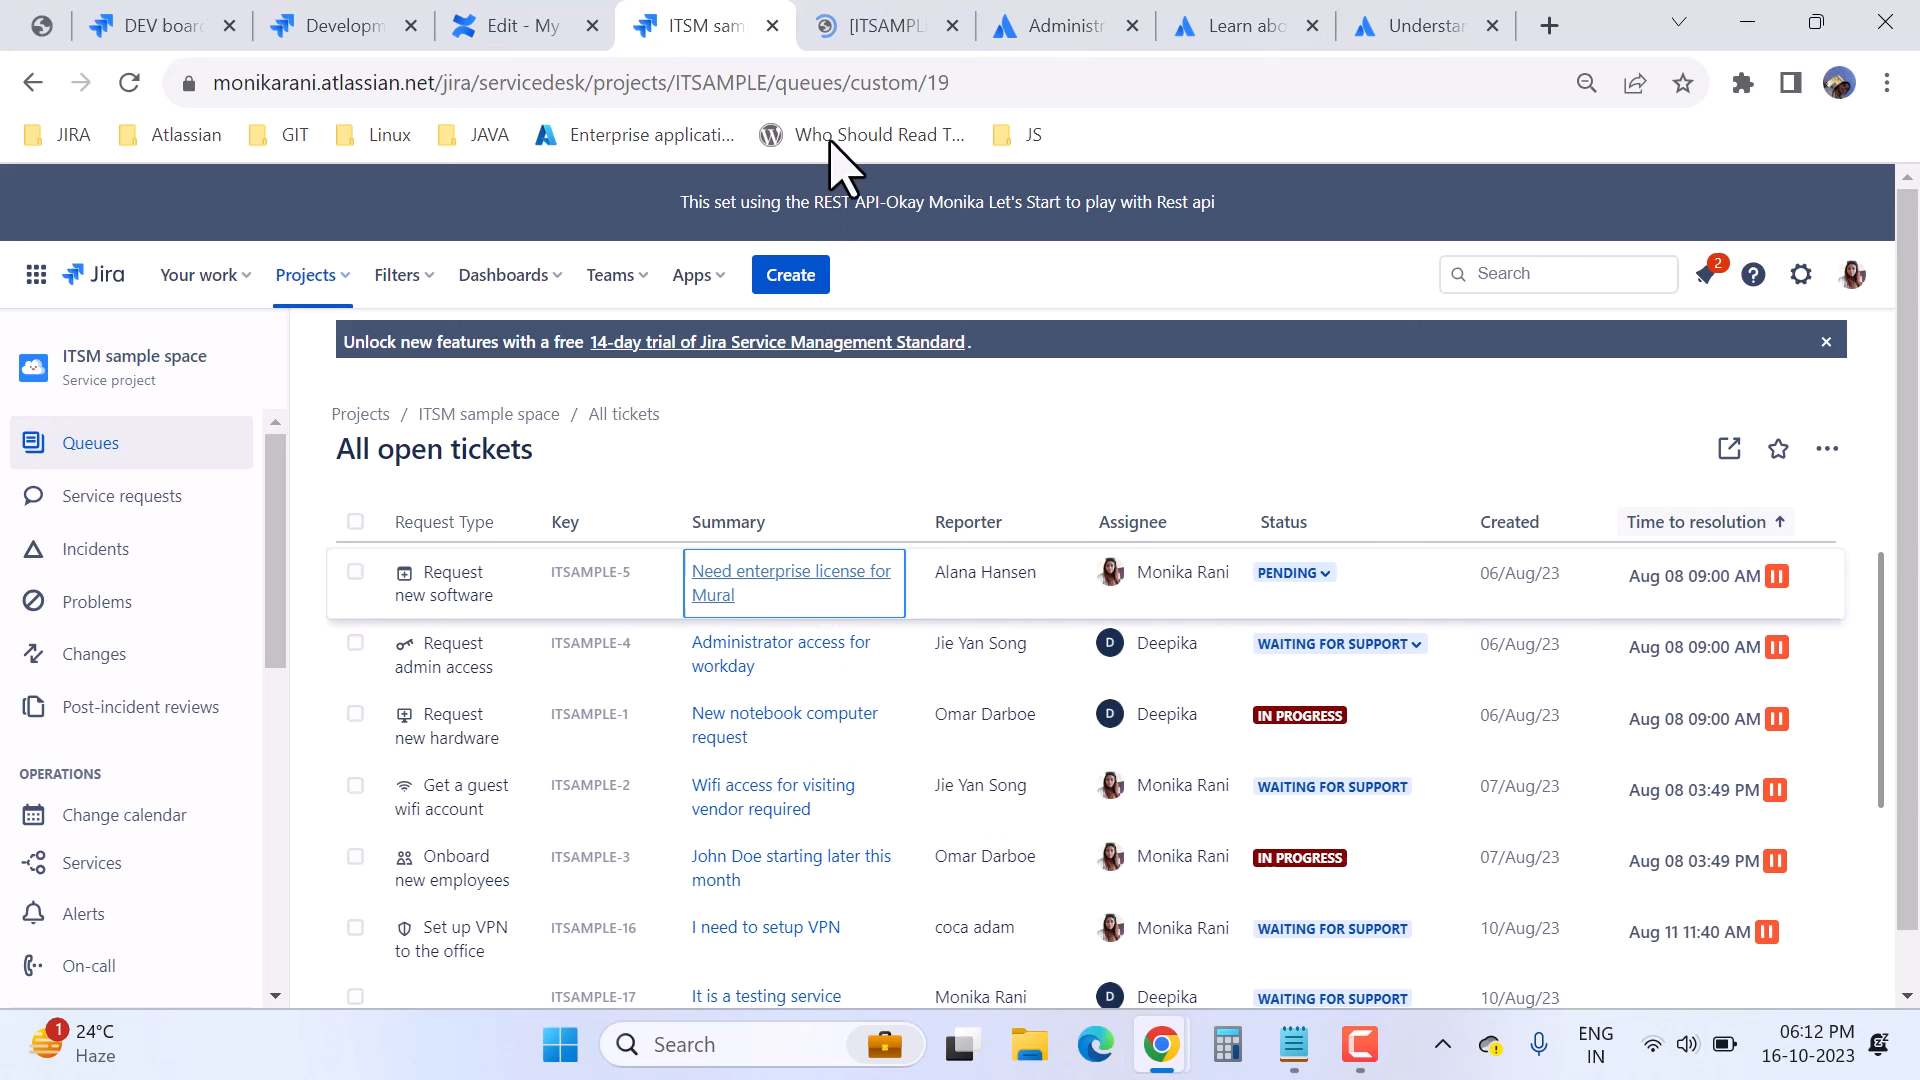 DEV boar
Developm
Edit - My
ITSM sam
[ITSAMPL
Administr
Learn abo
Understan
monikarani.atlassian.net/jira/servicedesk/projects/ITSAMPLE/queues/custom/19
JIRA
Atlassian
GIT
Linux
JAVA
Enterprise applicati...
Who Should Read T...
JS
This set using the REST API-Okay Monika Let's Start to play with Rest api
Jira
Your work
Projects
Filters
Dashboards
Teams
Apps
Create
Search
2
Unlock new features with a free 14-day trial of Jira Service Management Standard.
ITSM sample space
Service project
Projects / ITSM sample space / All tickets
All open tickets
Queues
Service requests
Incidents
Problems
Changes
Post-incident reviews
OPERATIONS
Change calendar
Services
Alerts
On-call
Request Type Key Summary Reporter Assignee Status Created Time to resolution ↑
Request ITSAMPLE-5 Need enterprise license for Alana Hansen Monika Rani PENDING 06/Aug/23 Aug 08 09:00 AM
new software Mural
Request ITSAMPLE-4 Administrator access for Jie Yan Song D Deepika WAITING FOR SUPPORT 06/Aug/23 Aug 08 09:00 AM
admin access workday
Request ITSAMPLE-1 New notebook computer Omar Darboe D Deepika IN PROGRESS 06/Aug/23 Aug 08 09:00 AM
new hardware request
Get a guest ITSAMPLE-2 Wifi access for visiting Jie Yan Song Monika Rani WAITING FOR SUPPORT 07/Aug/23 Aug 08 03:49 PM
wifi account vendor required
Onboard ITSAMPLE-3 John Doe starting later this Omar Darboe Monika Rani IN PROGRESS 07/Aug/23 Aug 08 03:49 PM
new employees month
Set up VPN ITSAMPLE-16 I need to setup VPN coca adam Monika Rani WAITING FOR SUPPORT 10/Aug/23 Aug 11 11:40 AM
to the office
ITSAMPLE-17 It is a testing service Monika Rani D Deepika WAITING FOR SUPPORT 10/Aug/23
1
24°C
Haze
Search
ENG
IN
06:12 PM
16-10-2023